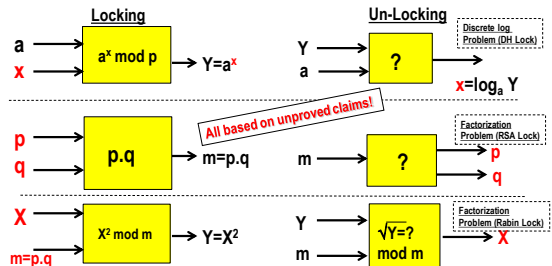 Locking
Un-Locking
Discrete log
Problem (DH Lock)
a
x
aˣ mod p
Y=aˣ
Y
a
?
x=logₐ Y
All based on unproved claims!
p
q
p.q
m=p.q
m
?
p
q
Factorization
Problem (RSA Lock)
X
m=p.q
X² mod m
Y=X²
Y
m
√Y=?
mod m
X
Factorization
Problem (Rabin Lock)